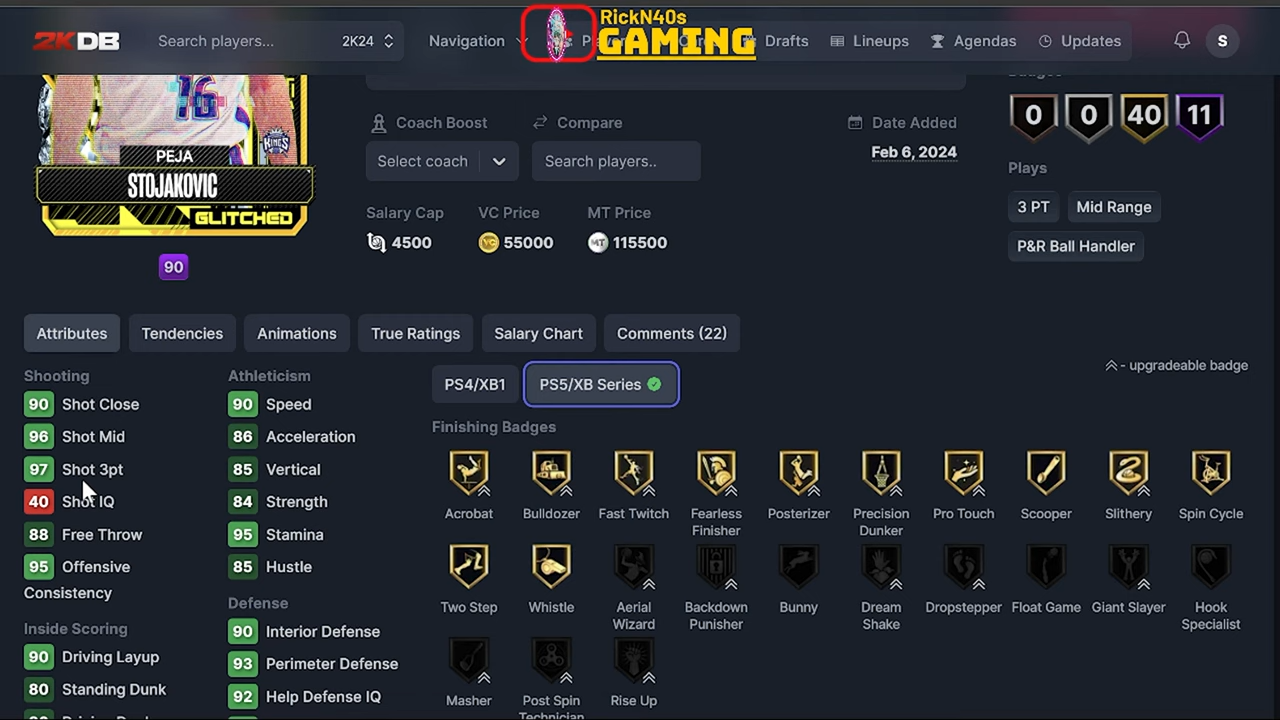 2KDB
Search players...
2K24
Navigation
RickN40s
GAMING
Drafts
Lineups
Agendas
Updates
S
16
KINGS
PEJA
STOJAKOVIC
GLITCHED
90
Coach Boost
Compare
Date Added
Select coach
Search players..
Feb 6, 2024
Salary Cap
VC Price
MT Price
4500
VC
55000
MT
115500
0
0
40
11
Plays
3 PT
Mid Range
P&R Ball Handler
Attributes
Tendencies
Animations
True Ratings
Salary Chart
Comments (22)
- upgradeable badge
PS4/XB1
PS5/XB Series
Shooting
90 Shot Close
96 Shot Mid
97 Shot 3pt
40 Shot IQ
88 Free Throw
95 Offensive
Consistency
Inside Scoring
90 Driving Layup
80 Standing Dunk
Athleticism
90 Speed
86 Acceleration
85 Vertical
84 Strength
95 Stamina
85 Hustle
Defense
90 Interior Defense
93 Perimeter Defense
92 Help Defense IQ
Finishing Badges
Acrobat
Bulldozer
Fast Twitch
Fearless
Finisher
Posterizer
Precision
Dunker
Pro Touch
Scooper
Slithery
Spin Cycle
Two Step
Whistle
Aerial
Wizard
Backdown
Punisher
Bunny
Dream
Shake
Dropstepper
Float Game
Giant Slayer
Hook
Specialist
Masher
Post Spin
Technician
Rise Up